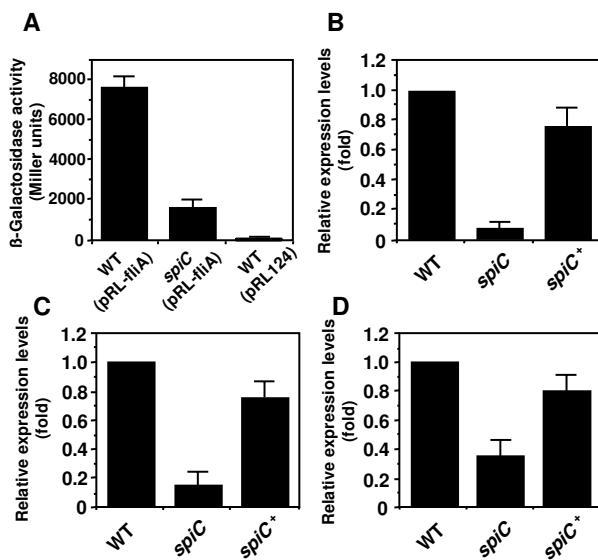 A
ß-Galactosidase activity
(Miller units)
8000
6000
4000
2000
0
WT
(pRL-fliA)
spiC
(pRL-fliA)
WT
(pRL124)
B
Relative expression levels
(fold)
1.2
1.0
0.8
0.6
0.4
0.2
0
WT
spiC
spiC+
C
Relative expression levels
(fold)
1.2
1.0
0.8
0.6
0.4
0.2
0
WT
spiC
spiC+
D
Relative expression levels
(fold)
1.2
1.0
0.8
0.6
0.4
0.2
0
WT
spiC
spiC+